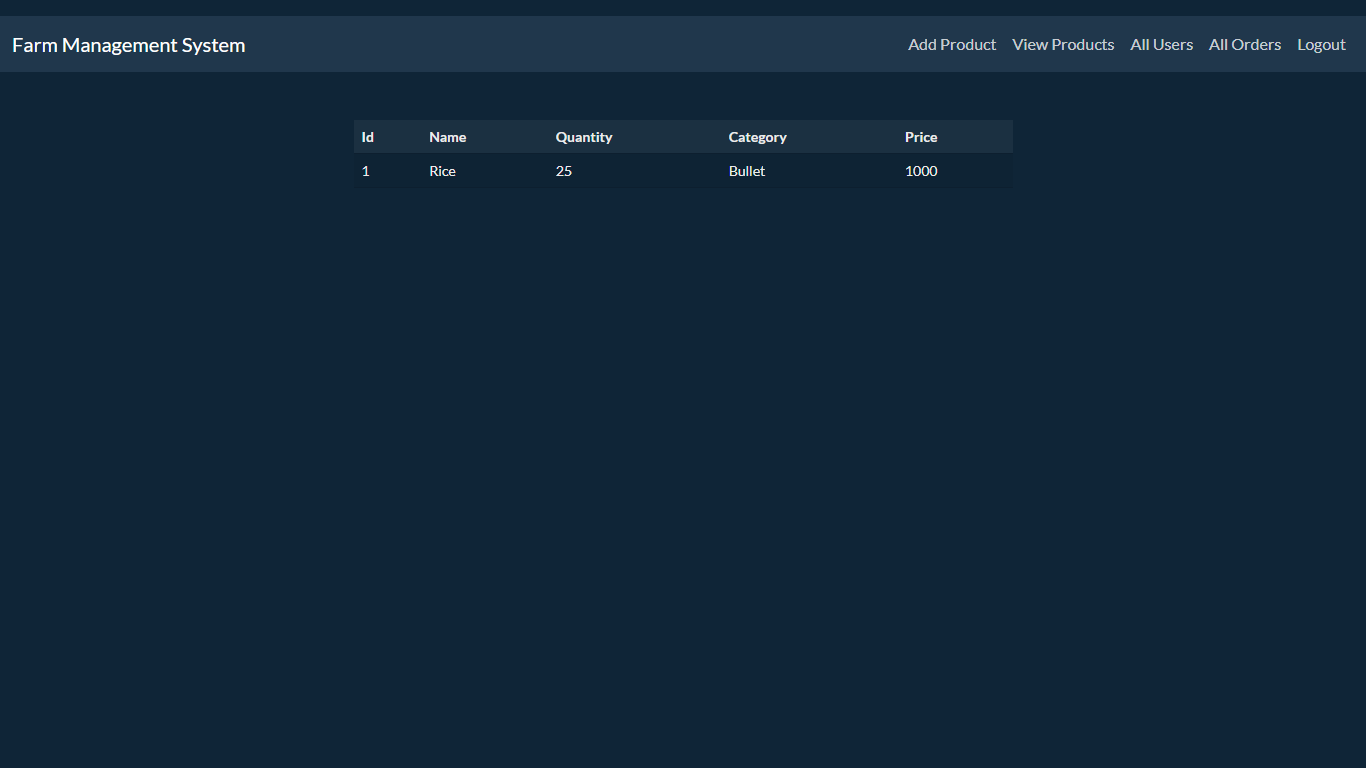 Farm Management System Add Product View Products All Users All Orders Logout
Id Name Quantity Category Price
1 Rice 25 Bullet 1000